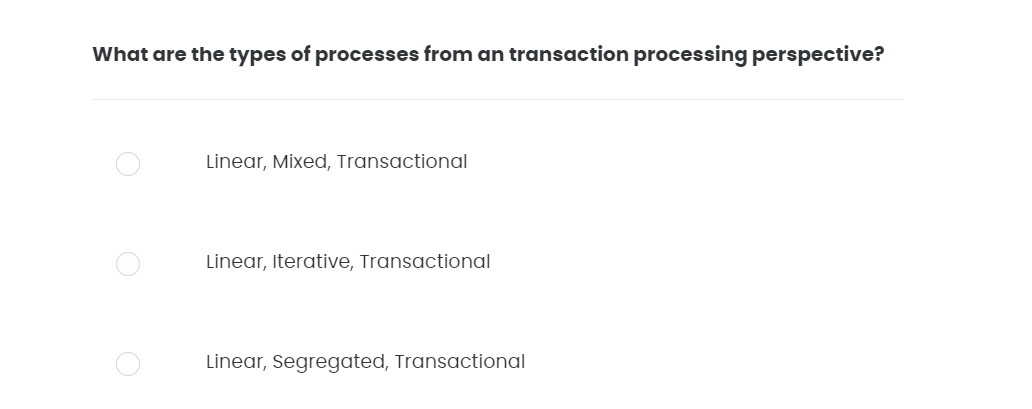 What are the types of processes from an transaction processing perspective?
Linear, Mixed, Transactional
Linear, Iterative, Transactional
Linear, Segregated, Transactional